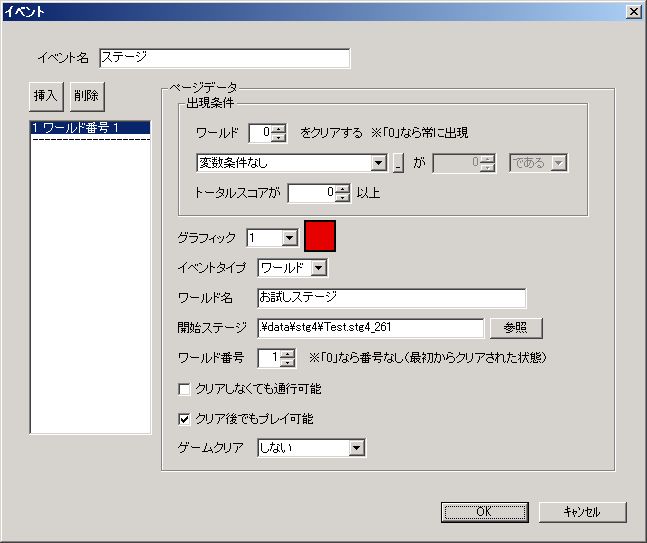 イベント
イベント名 ステージ
挿入 削除
1 ワールド番号 1
ページデータ
出現条件
ワールド 0 をクリアする ※「0」なら常に出現
変数条件なし - が 0 である
トータルスコアが 0 以上
グラフィック 1
イベントタイプ ワールド
ワールド名 お試しステージ
開始ステージ .¥data¥stg4¥Test.stg4_261 参照
ワールド番号 1 ※「0」なら番号なし(最初からクリアされた状態)
クリアしなくても通行可能
クリア後でもプレイ可能
ゲームクリア しない
OK キャンセル